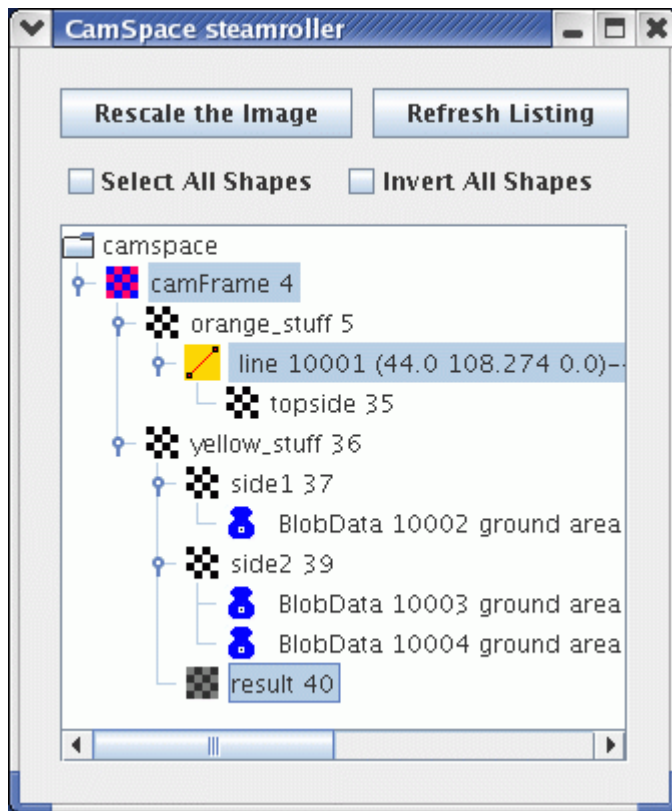 CamSpace steamroller
Rescale the Image Refresh Listing
Select All Shapes Invert All Shapes
camspace
camFrame 4
orange_stuff 5
line 10001 (44.0 108.274 0.0)--
topside 35
yellow_stuff 36
side1 37
BlobData 10002 ground area
side2 39
BlobData 10003 ground area
BlobData 10004 ground area
result 40